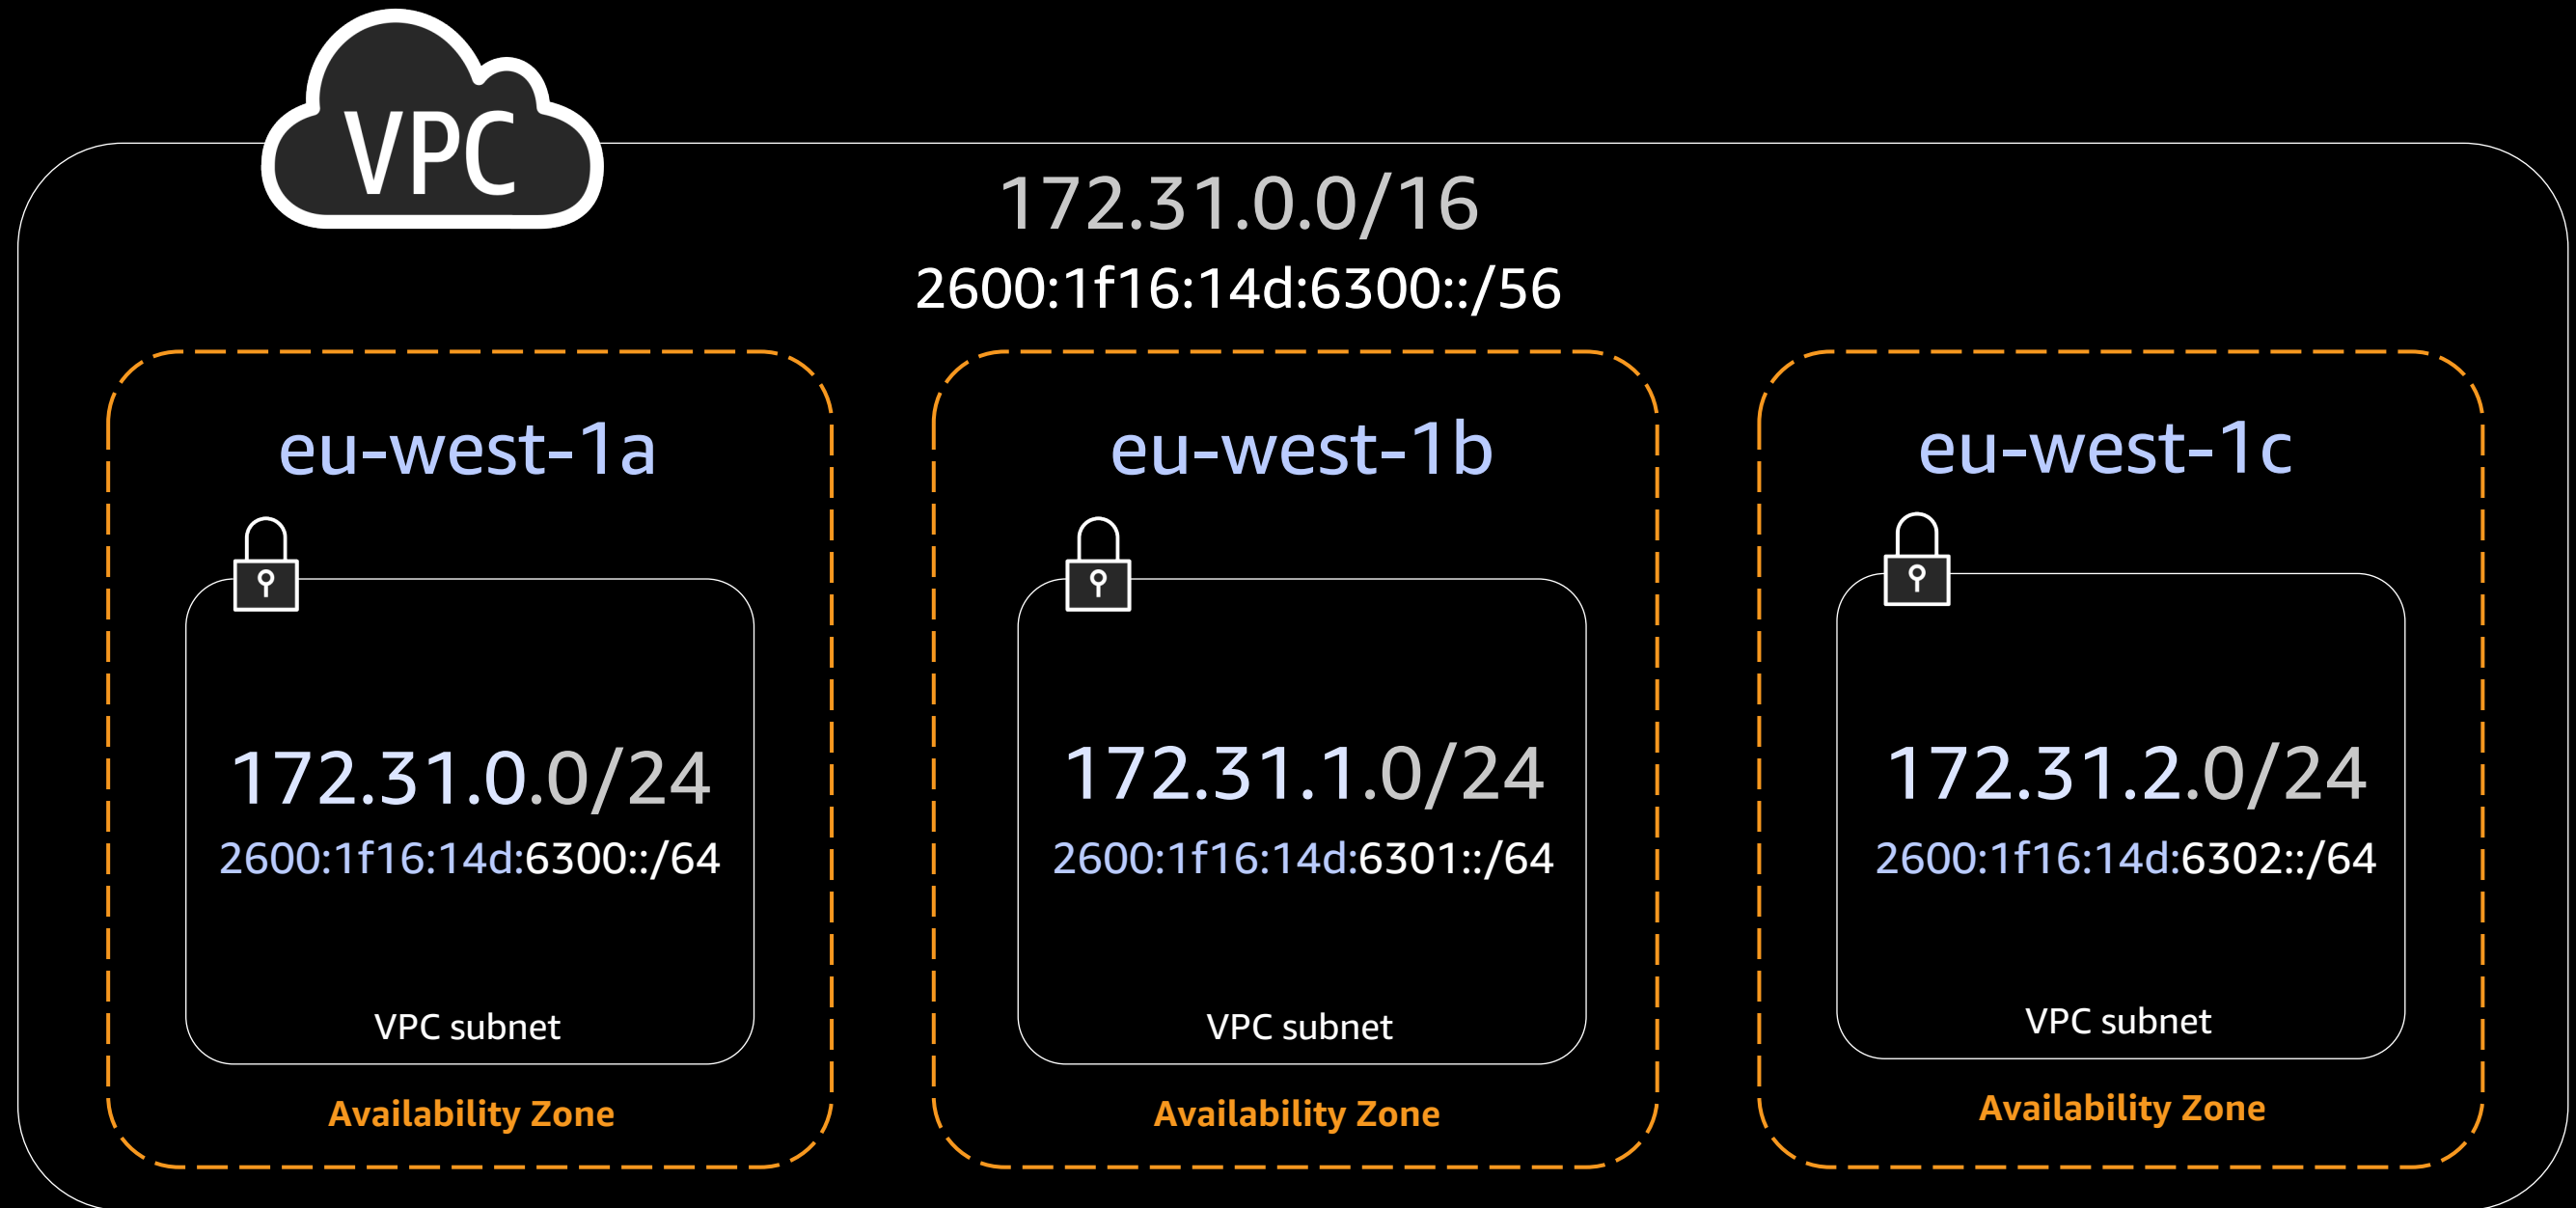 VPC
172.31.0.0/16
2600:1f16:14d:6300::/56
eu-west-1a
172.31.0.0/24
2600:1f16:14d:6300::/64
VPC subnet
Availability Zone
eu-west-1b
172.31.1.0/24
2600:1f16:14d:6301::/64
VPC subnet
Availability Zone
eu-west-1c
172.31.2.0/24
2600:1f16:14d:6302::/64
VPC subnet
Availability Zone